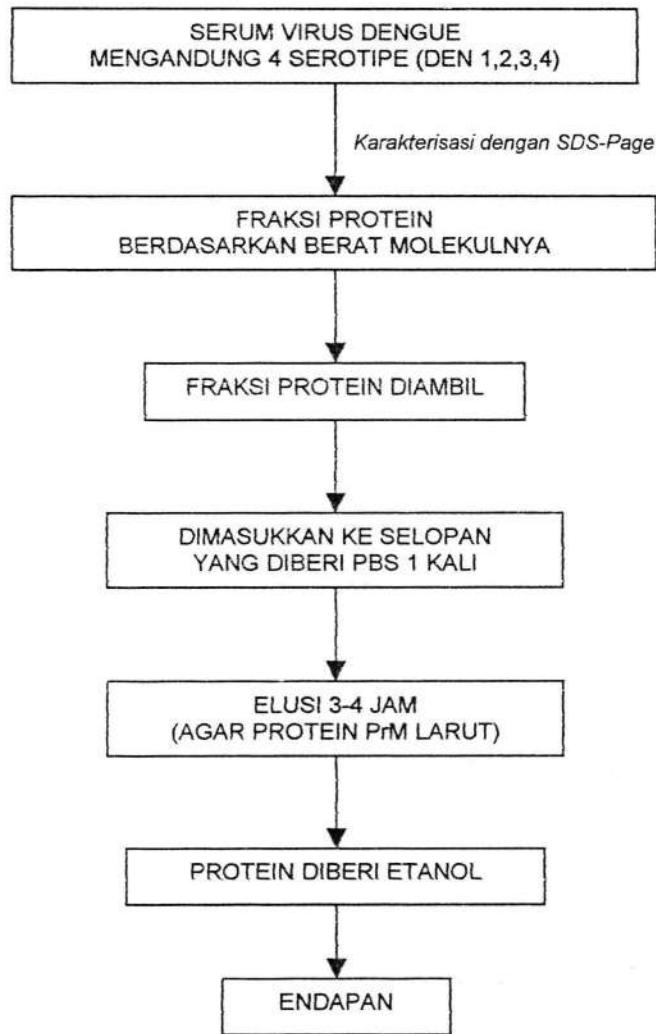 SERUM VIRUS DENGUE
MENGANDUNG 4 SEROTIPE (DEN 1,2,3,4)
Karakterisasi dengan SDS-Page
FRAKSI PROTEIN
BERDASARKAN BERAT MOLEKULNYA
FRAKSI PROTEIN DIAMBIL
DIMASUKKAN KE SELOPAN
YANG DIBERI PBS 1 KALI
ELUSI 3-4 JAM
(AGAR PROTEIN PrM LARUT)
PROTEIN DIBERI ETANOL
ENDAPAN